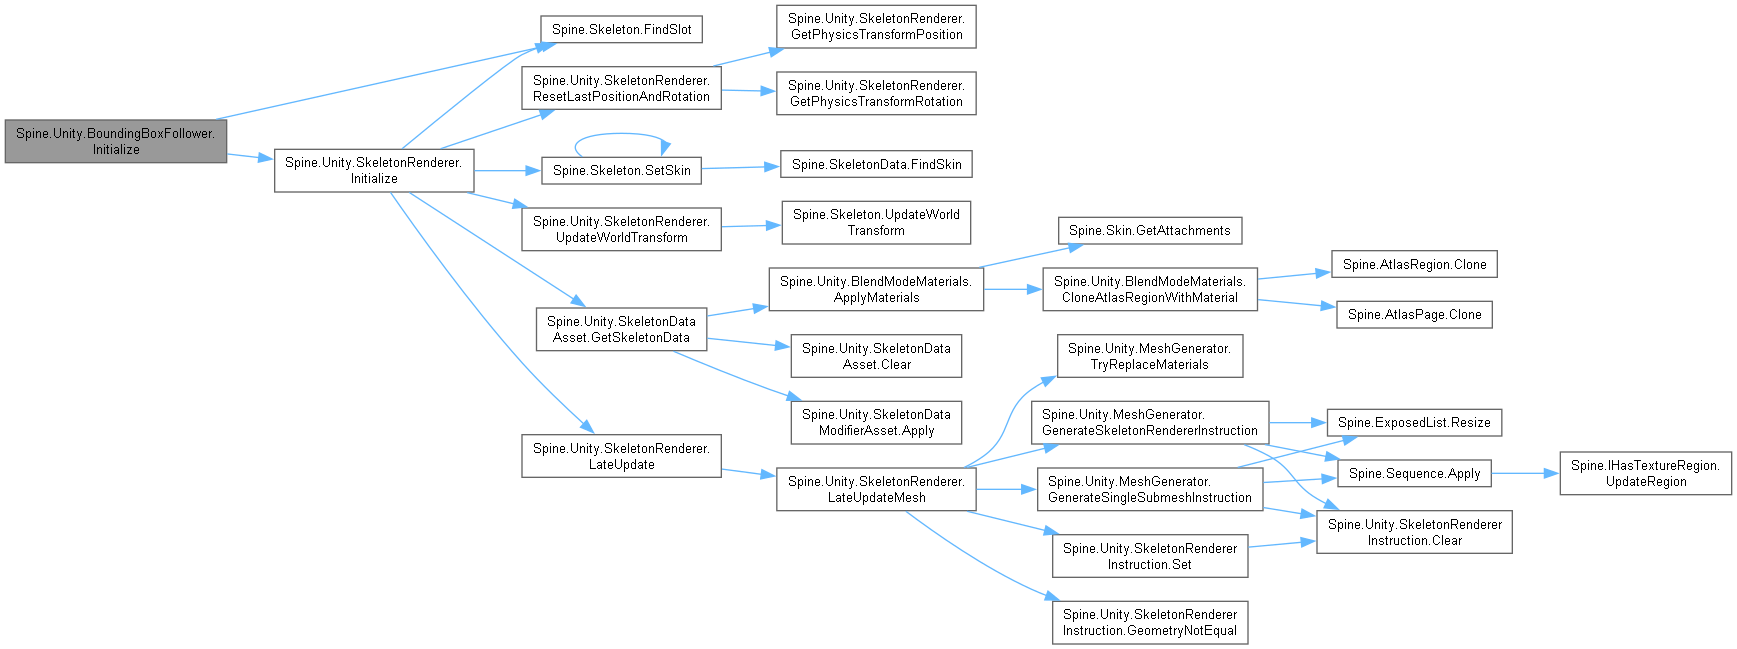 Spine.Unity.BoundingBoxFollower.
Initialize
Spine.Unity.SkeletonRenderer.
Initialize
Spine.Skeleton.FindSlot
Spine.Unity.SkeletonRenderer.
ResetLastPositionAndRotation
Spine.Skeleton.SetSkin
Spine.Unity.SkeletonRenderer.
UpdateWorldTransform
Spine.Unity.SkeletonData
Asset.GetSkeletonData
Spine.Unity.SkeletonRenderer.
LateUpdate
Spine.Unity.SkeletonRenderer.
GetPhysicsTransformPosition
Spine.Unity.SkeletonRenderer.
GetPhysicsTransformRotation
Spine.SkeletonData.FindSkin
Spine.Skeleton.UpdateWorld
Transform
Spine.Unity.BlendModeMaterials.
ApplyMaterials
Spine.Unity.SkeletonData
Asset.Clear
Spine.Unity.SkeletonData
ModifierAsset.Apply
Spine.Unity.SkeletonRenderer.
LateUpdateMesh
Spine.Skin.GetAttachments
Spine.Unity.BlendModeMaterials.
CloneAtlasRegionWithMaterial
Spine.Unity.MeshGenerator.
TryReplaceMaterials
Spine.Unity.MeshGenerator.
GenerateSkeletonRendererInstruction
Spine.Unity.MeshGenerator.
GenerateSingleSubmeshInstruction
Spine.Unity.SkeletonRenderer
Instruction.Set
Spine.Unity.SkeletonRenderer
Instruction.GeometryNotEqual
Spine.AtlasRegion.Clone
Spine.AtlasPage.Clone
Spine.ExposedList.Resize
Spine.Sequence.Apply
Spine.Unity.SkeletonRenderer
Instruction.Clear
Spine.IHasTextureRegion.
UpdateRegion